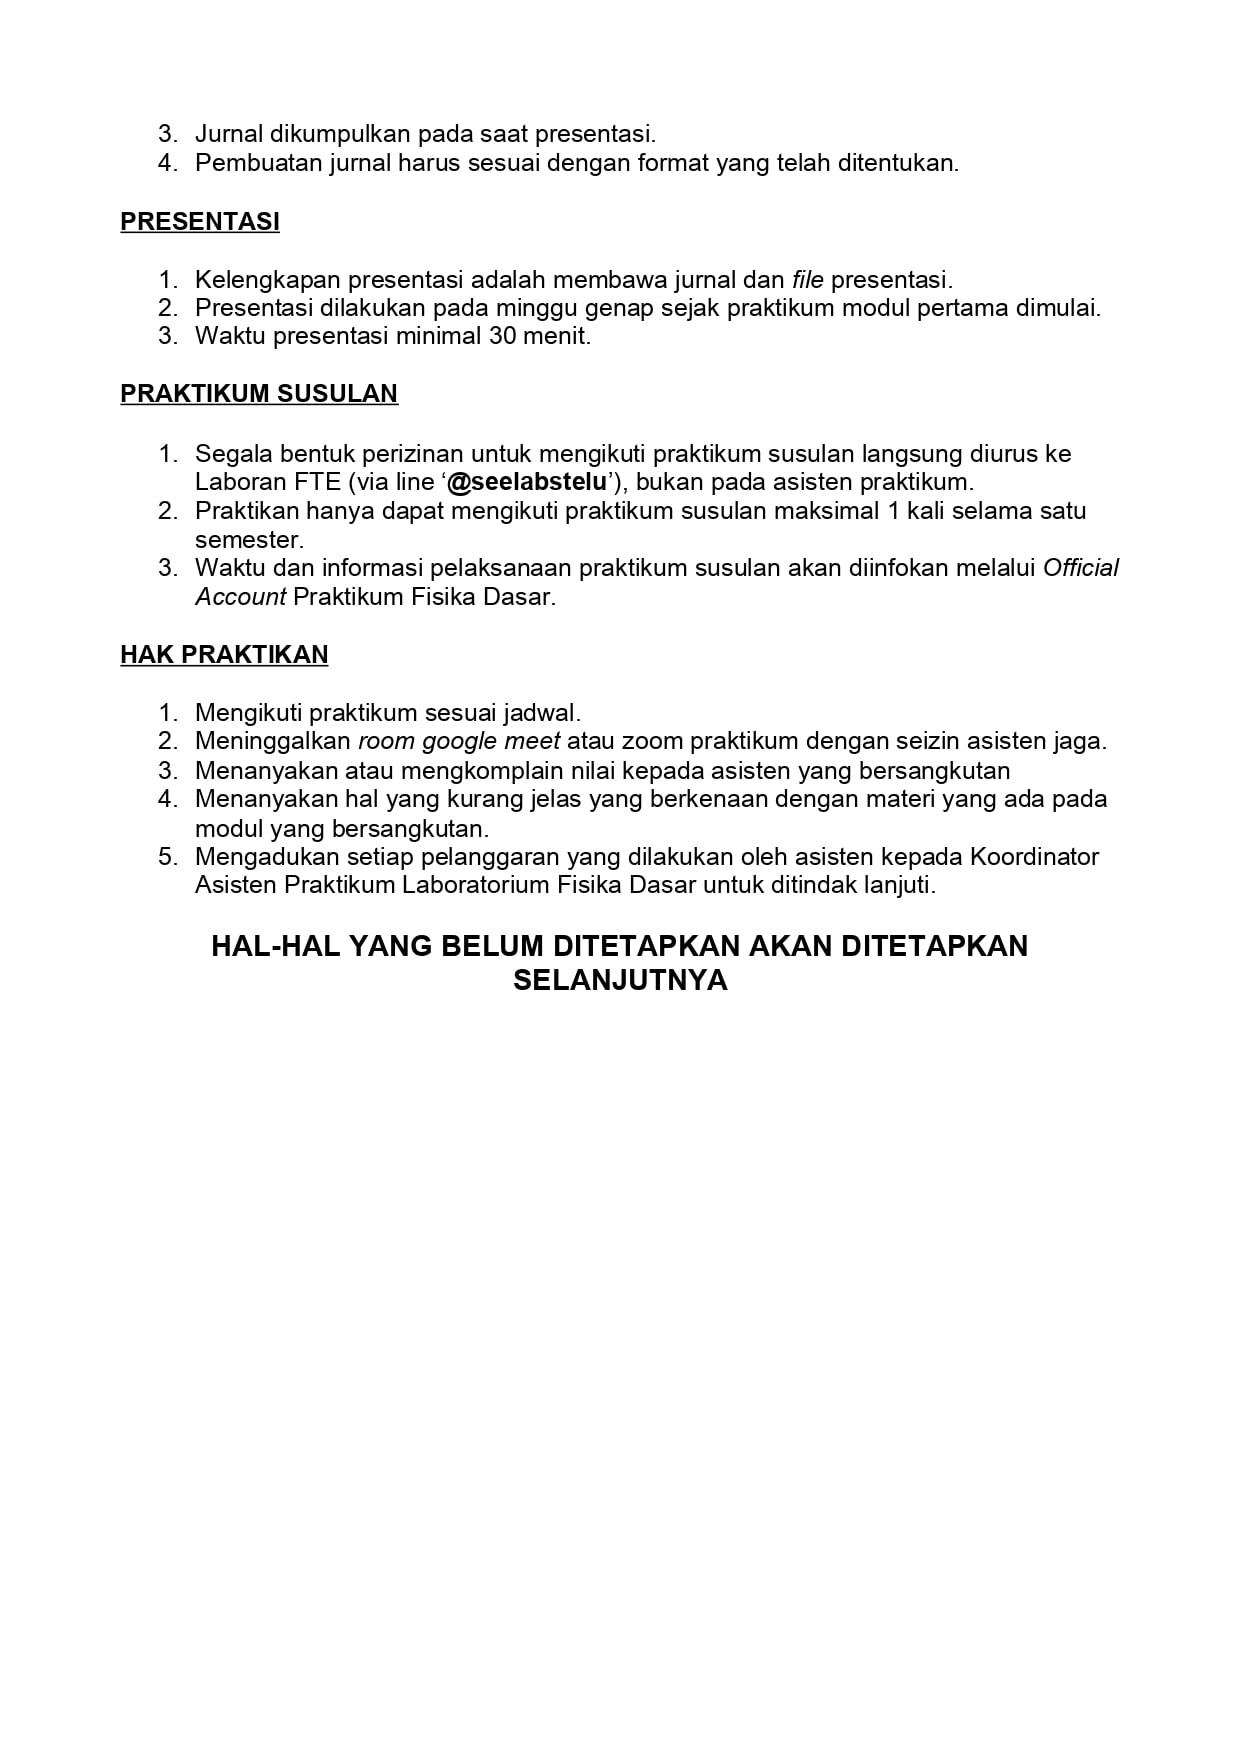 3. Jurnal dikumpulkan pada saat presentasi.
4. Pembuatan jurnal harus sesuai dengan format yang telah ditentukan.
PRESENTASI
1. Kelengkapan presentasi adalah membawa jurnal dan file presentasi.
2. Presentasi dilakukan pada minggu genap sejak praktikum modul pertama dimulai.
3. Waktu presentasi minimal 30 menit.
PRAKTIKUM SUSULAN
1. Segala bentuk perizinan untuk mengikuti praktikum susulan langsung diurus ke
Laboran FTE (via line ‘@seelabstelu’), bukan pada asisten praktikum.
2. Praktikan hanya dapat mengikuti praktikum susulan maksimal 1 kali selama satu
semester.
3. Waktu dan informasi pelaksanaan praktikum susulan akan diinfokan melalui Official
Account Praktikum Fisika Dasar.
HAK PRAKTIKAN
1. Mengikuti praktikum sesuai jadwal.
2. Meninggalkan room google meet atau zoom praktikum dengan seizin asisten jaga.
3. Menanyakan atau mengkomplain nilai kepada asisten yang bersangkutan
4. Menanyakan hal yang kurang jelas yang berkenaan dengan materi yang ada pada
modul yang bersangkutan.
5. Mengadukan setiap pelanggaran yang dilakukan oleh asisten kepada Koordinator
Asisten Praktikum Laboratorium Fisika Dasar untuk ditindak lanjuti.
HAL-HAL YANG BELUM DITETAPKAN AKAN DITETAPKAN
SELANJUTNYA